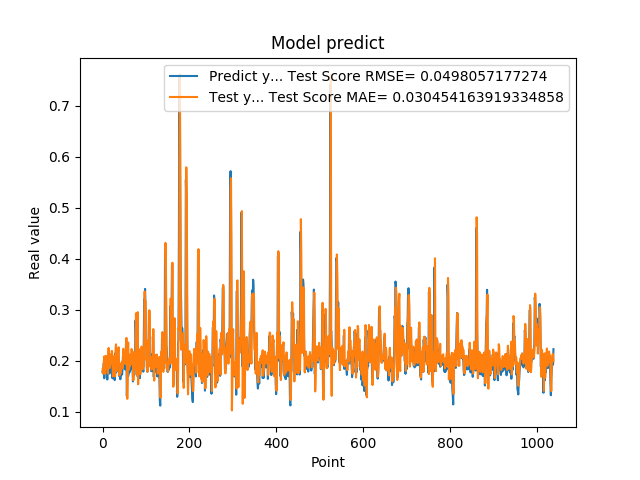 Model predict
Predict y... Test Score RMSE= 0.0498057177274
Test y... Test Score MAE= 0.030454163919334858
Real value
0.7
0.6
0.5
0.4
0.3
0.2
0.1
0 200 400 600 800 1000
Point